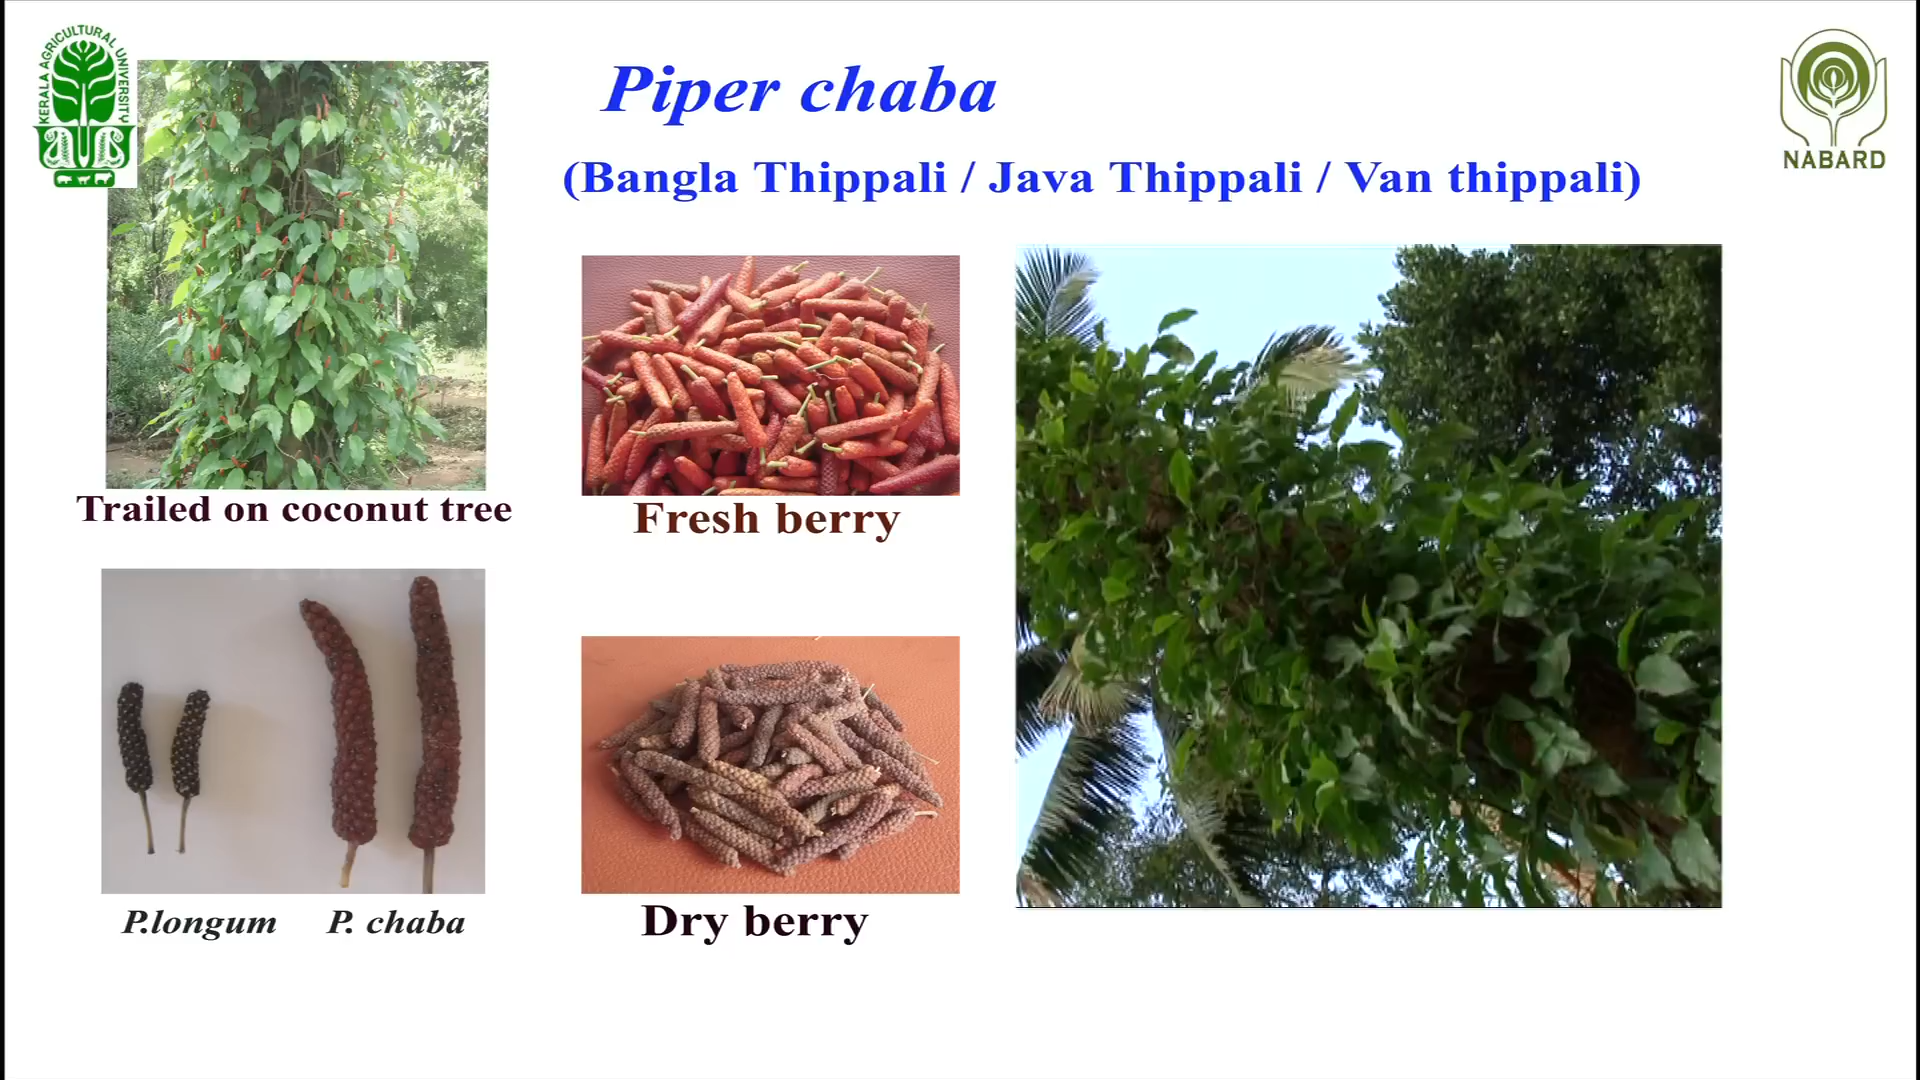 KERALA AGRICULTURAL UNIVERSITY
Piper chaba
NABARD
(Bangla Thippali / Java Thippali / Van thippali)
Trailed on coconut tree
Fresh berry
P.longum P. chaba
Dry berry